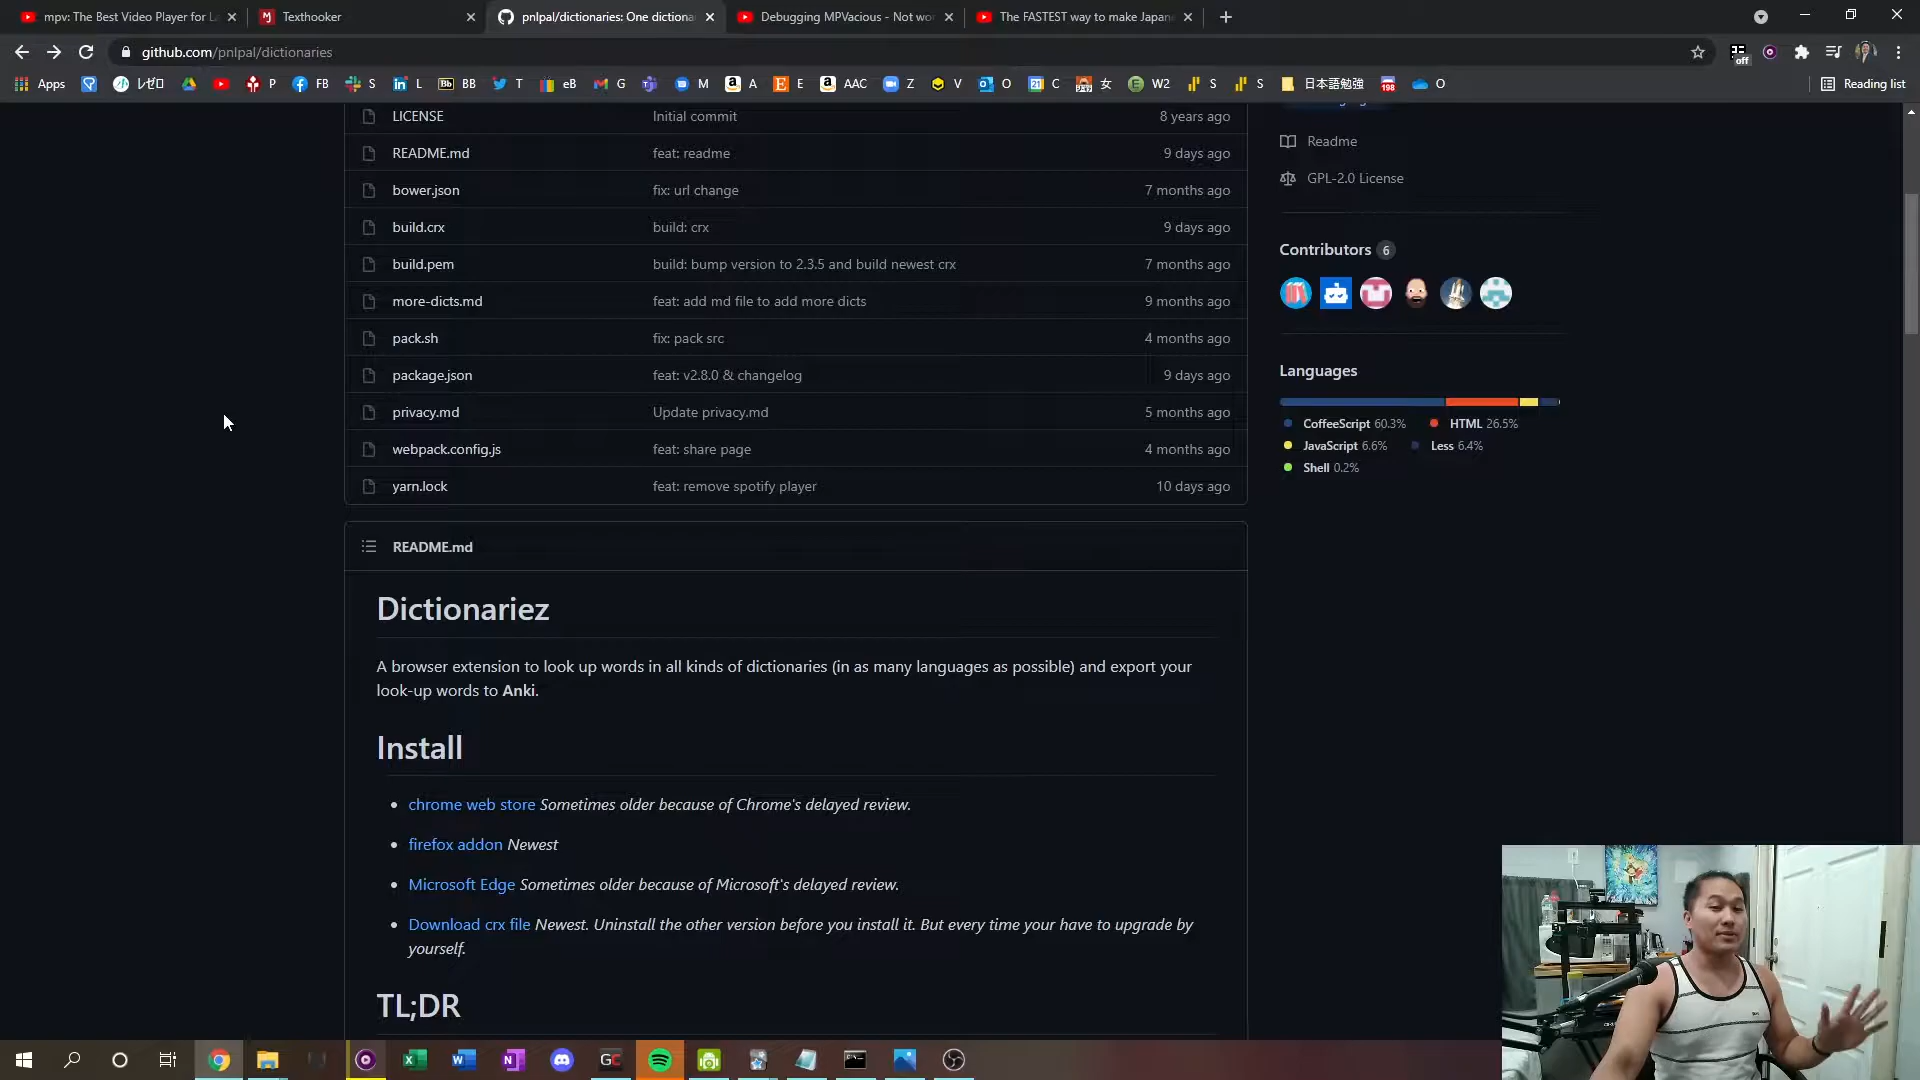 mpv: The Best Video Player for La
Texthooker
pnlpal/dictionaries: One dictiona
Debugging MPVacious - Not wor
The FASTEST way to make Japane
github.com/pnlpal/dictionaries
off
Apps
レゼロ
P
FB
S
L
BB
T
eB
G
M
A
E
AAC
Z
V
O
C
女
W2
S
S
日本語勉強
198
O
Reading list
LICENSE Initial commit 8 years ago
README.md feat: readme 9 days ago
bower.json fix: url change 7 months ago
build.crx build: crx 9 days ago
build.pem build: bump version to 2.3.5 and build newest crx 7 months ago
more-dicts.md feat: add md file to add more dicts 9 months ago
pack.sh fix: pack src 4 months ago
package.json feat: v2.8.0 & changelog 9 days ago
privacy.md Update privacy.md 5 months ago
webpack.config.js feat: share page 4 months ago
yarn.lock feat: remove spotify player 10 days ago
Readme
GPL-2.0 License
Contributors 6
Languages
CoffeeScript 60.3% HTML 26.5%
JavaScript 6.6% Less 6.4%
Shell 0.2%
README.md
Dictionariez
A browser extension to look up words in all kinds of dictionaries (in as many languages as possible) and export your
look-up words to Anki.
Install
chrome web store Sometimes older because of Chrome's delayed review.
firefox addon Newest
Microsoft Edge Sometimes older because of Microsoft's delayed review.
Download crx file Newest. Uninstall the other version before you install it. But every time your have to upgrade by
yourself.
TL;DR
GC